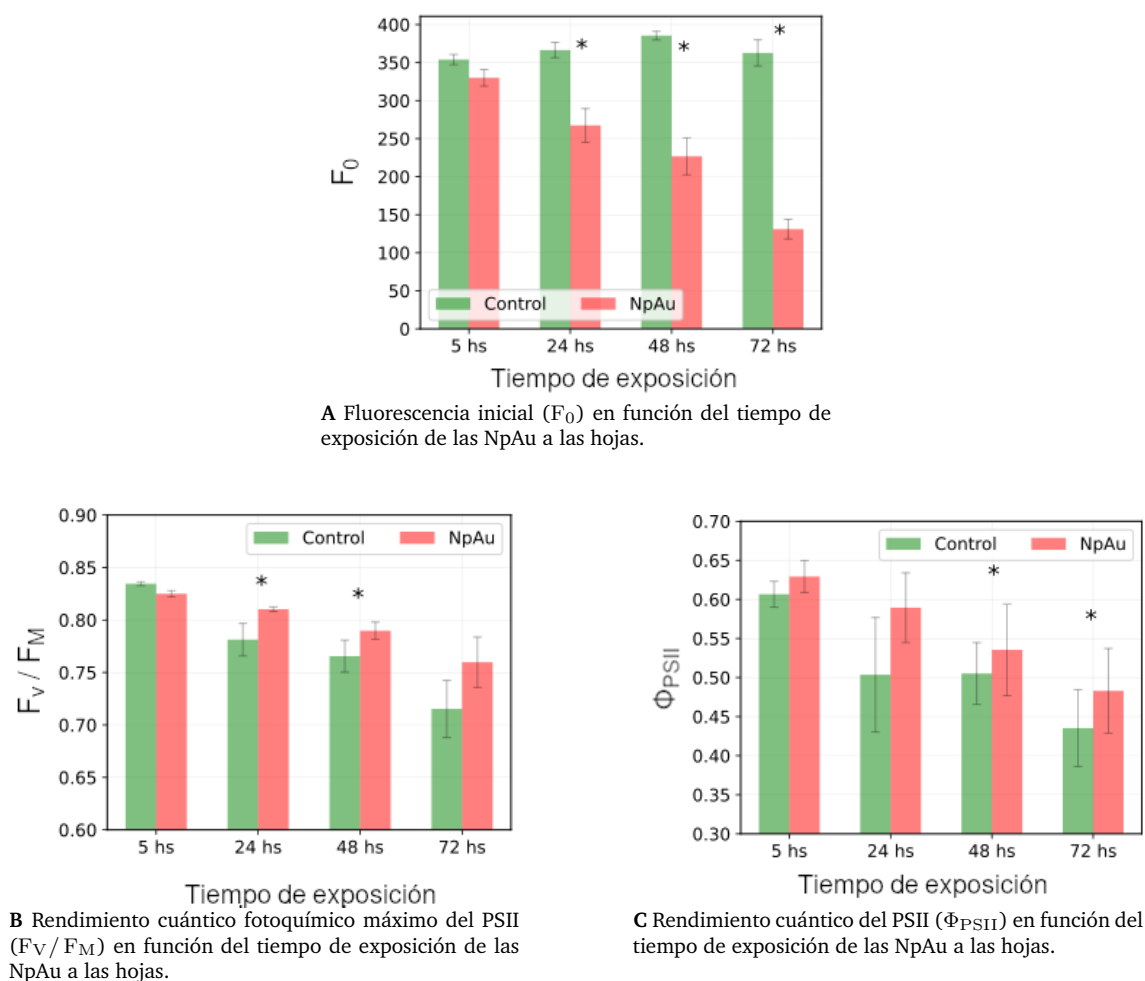 400
350
300
250
200
150
100
50
0
F₀
*
*
*
Control NpAu
5 hs 24 hs 48 hs 72 hs
Tiempo de exposición
A Fluorescencia inicial (F₀) en función del tiempo de
exposición de las NpAu a las hojas.
0.90
0.85
0.80
0.75
0.70
0.65
0.60
F_V / F_M
Control NpAu
*
*
5 hs 24 hs 48 hs 72 hs
Tiempo de exposición
B Rendimiento cuántico fotoquímico máximo del PSII
(F_V/F_M) en función del tiempo de exposición de las
NpAu a las hojas.
0.70
0.65
0.60
0.55
0.50
0.45
0.40
0.35
0.30
Φ_PSII
Control NpAu
*
*
5 hs 24 hs 48 hs 72 hs
Tiempo de exposición
C Rendimiento cuántico del PSII (Φ_PSII) en función del
tiempo de exposición de las NpAu a las hojas.